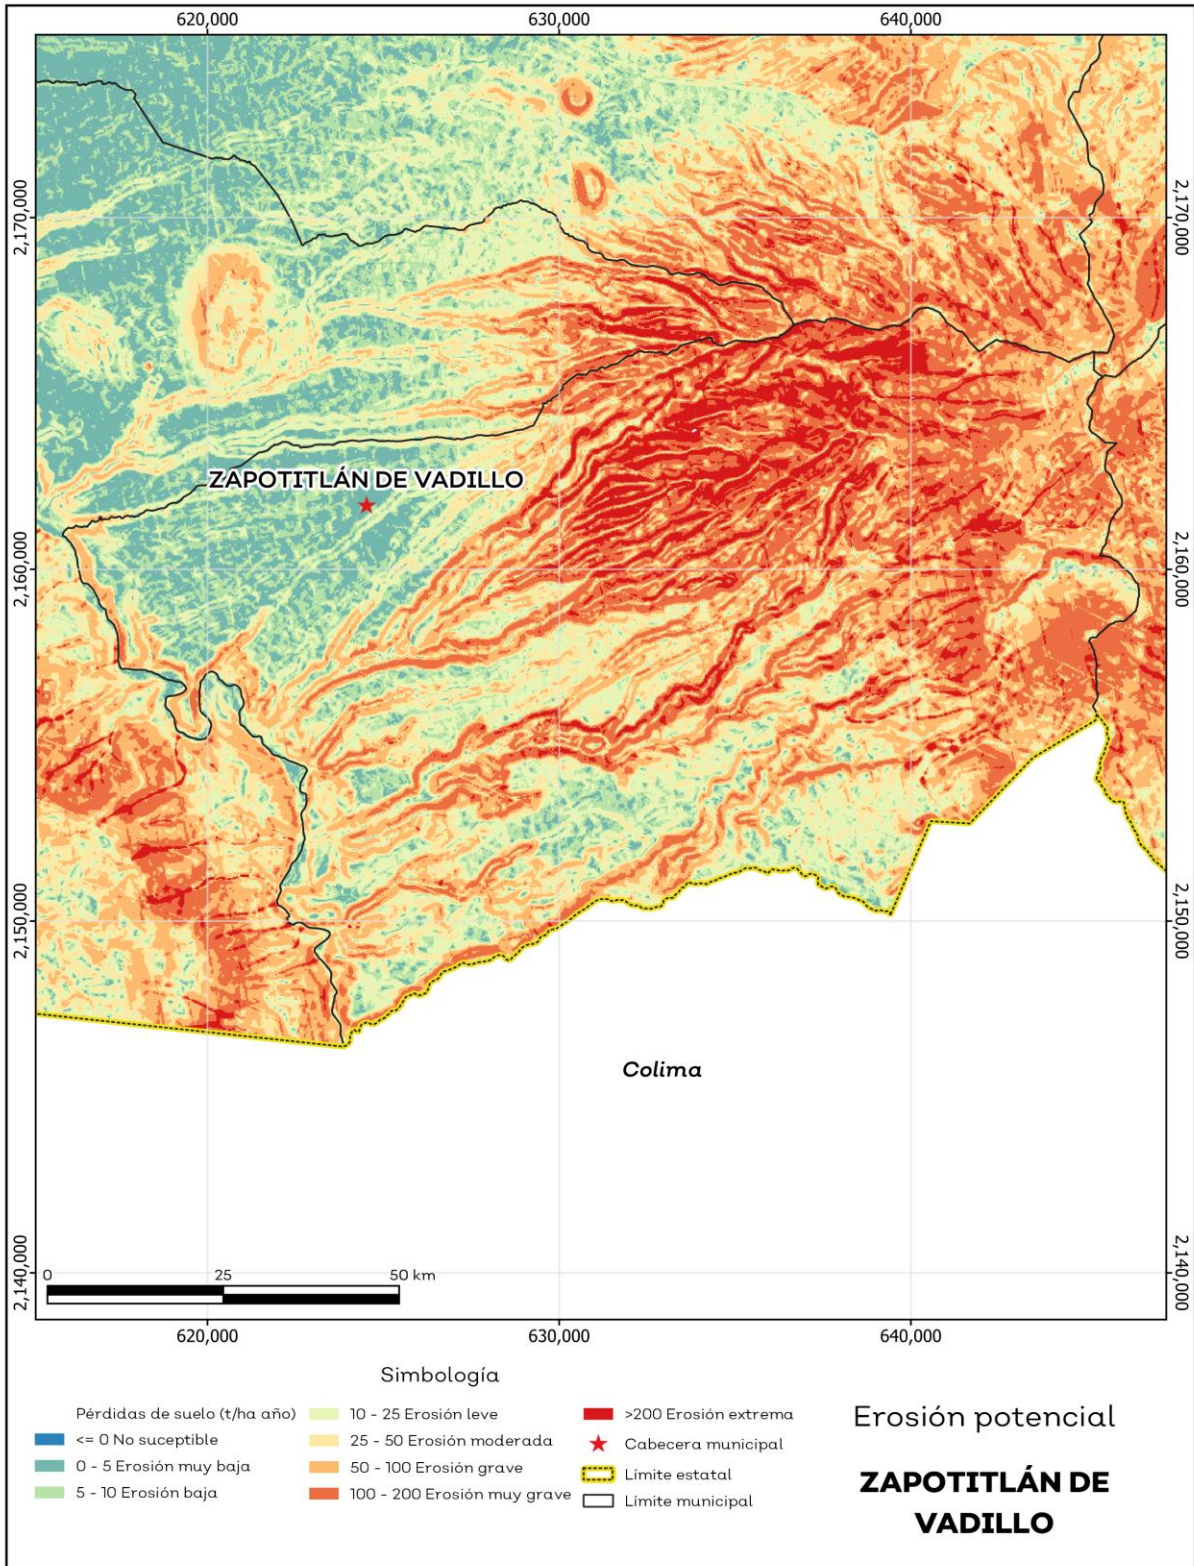 620,000
630,000
640,000
2,170,000
2,170,000
ZAPOTITLÁN DE VADILLO
2,160,000
2,160,000
2,150,000
2,150,000
Colima
2,140,000
2,140,000
0
25
50 km
620,000
630,000
640,000
Simbología
Pérdidas de suelo (t/ha año)
<= 0 No suceptible
0 - 5 Erosión muy baja
5 - 10 Erosión baja
10 - 25 Erosión leve
25 - 50 Erosión moderada
50 - 100 Erosión grave
100 - 200 Erosión muy grave
>200 Erosión extrema
Cabecera municipal
Límite estatal
Límite municipal
Erosión potencial
ZAPOTITLÁN DE
VADILLO